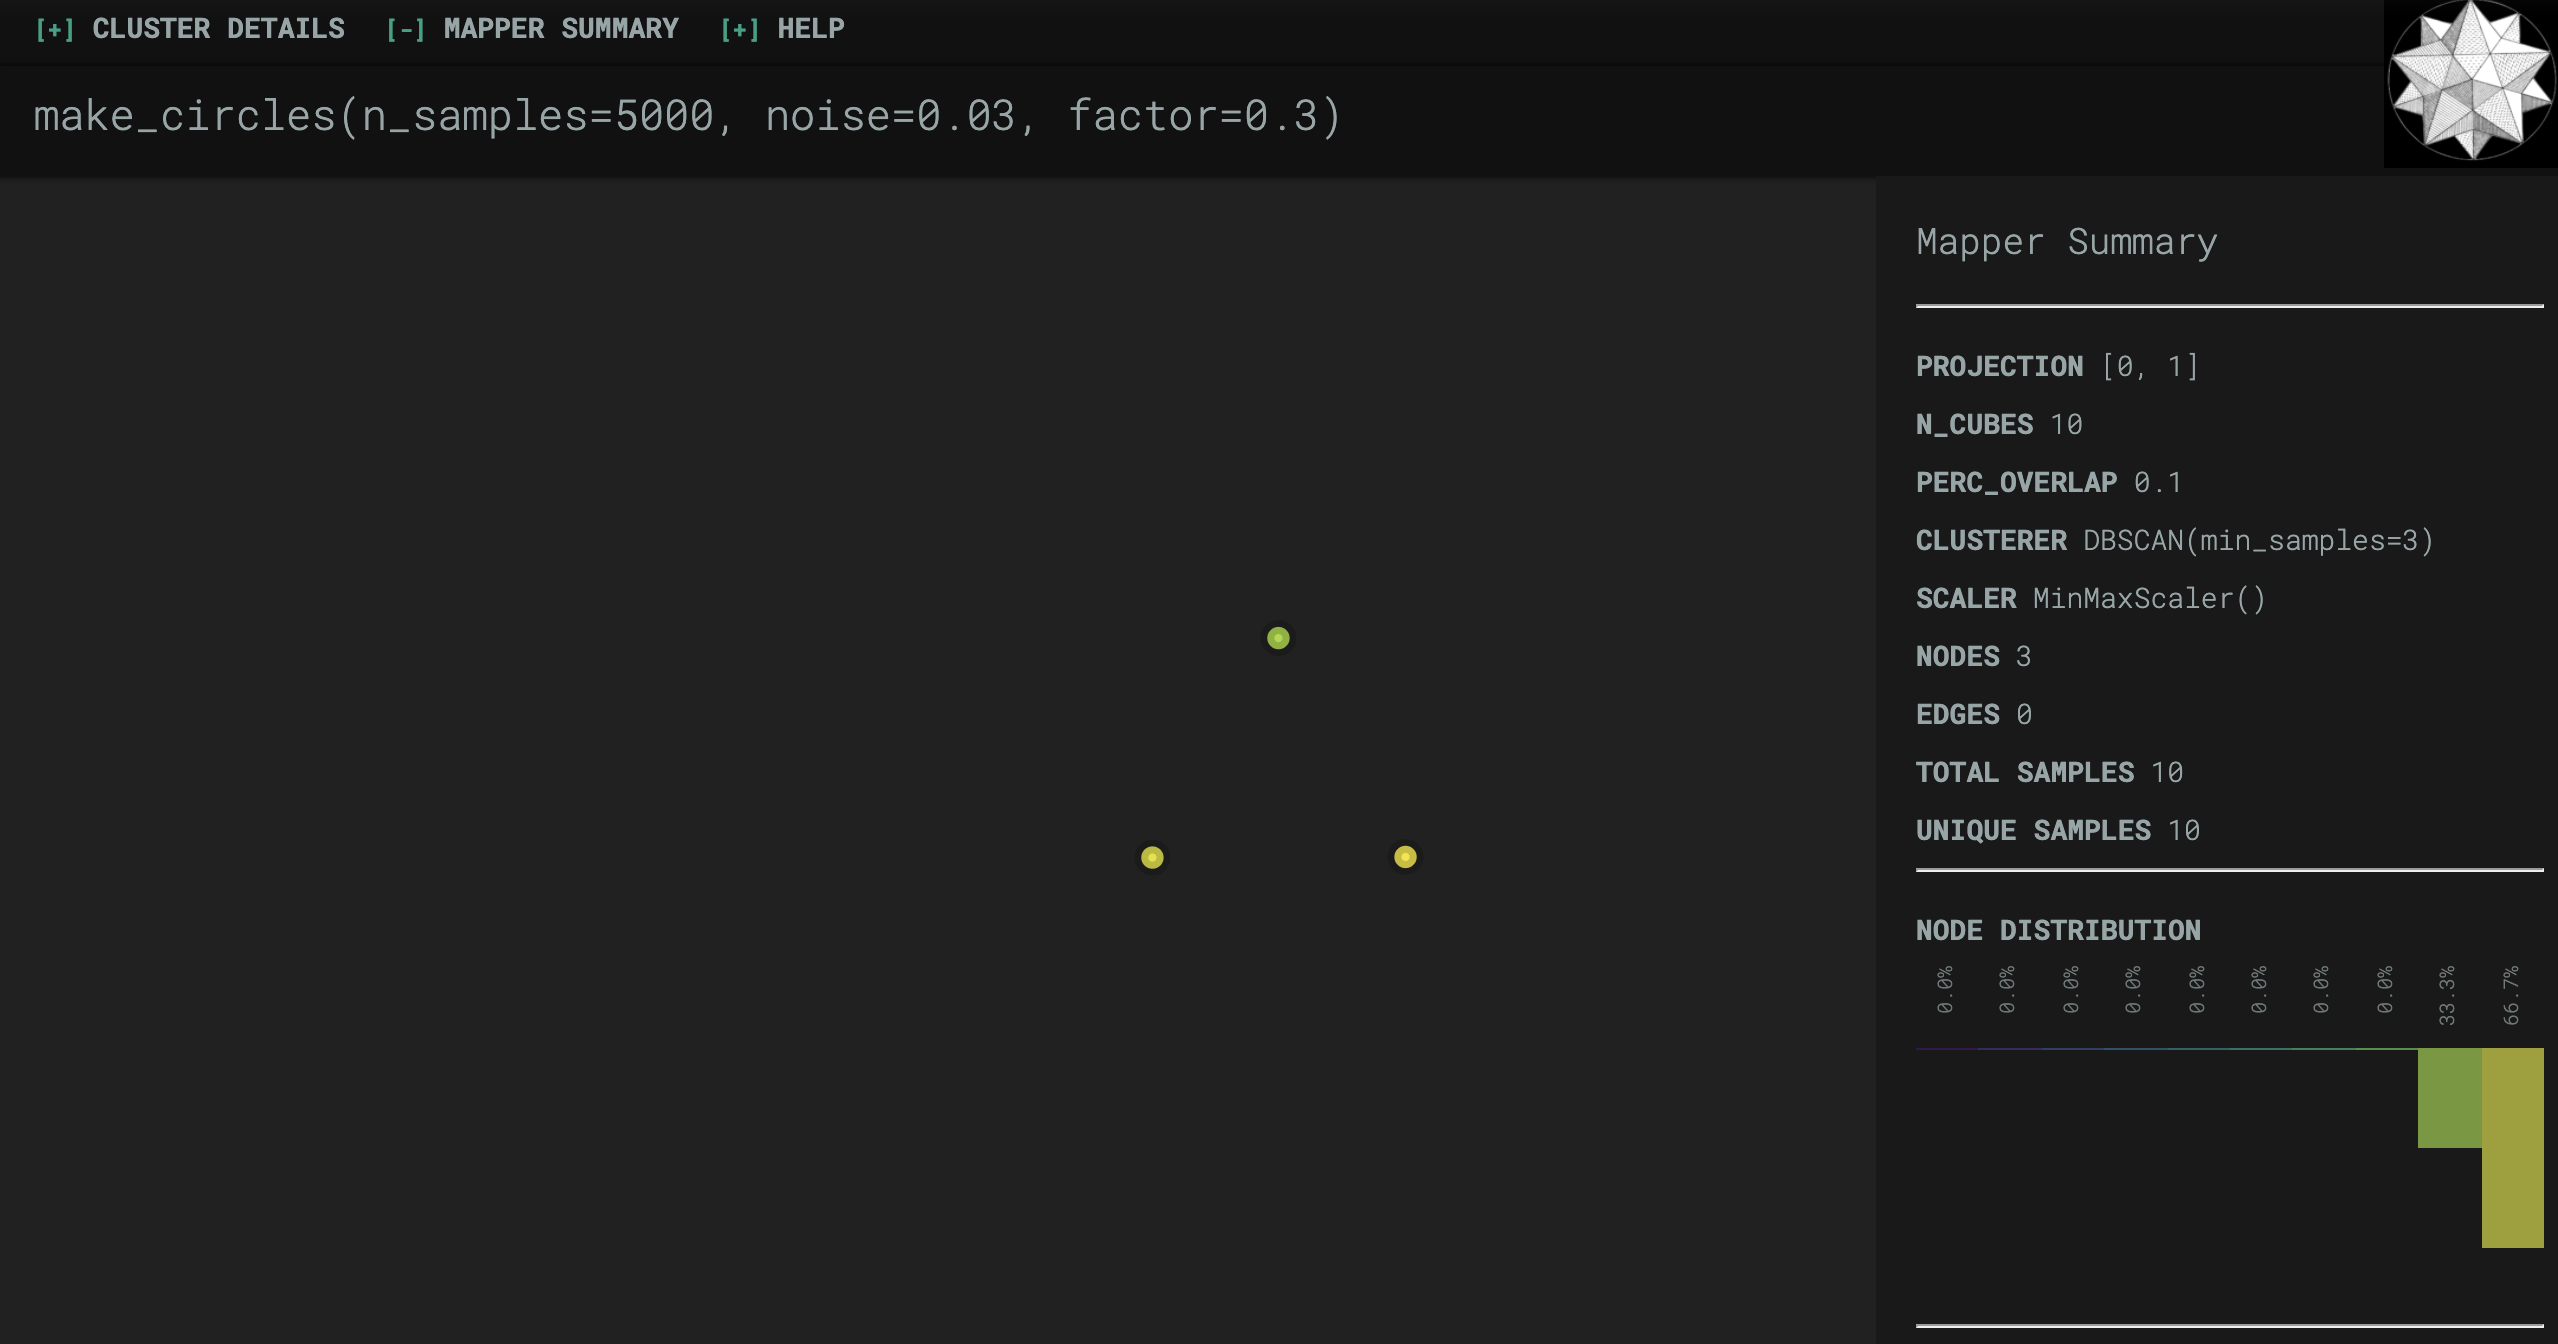 [+] CLUSTER DETAILS [-] MAPPER SUMMARY [+] HELP
make_circles(n_samples=5000, noise=0.03, factor=0.3)
Mapper Summary
PROJECTION [0, 1]
N_CUBES 10
PERC_OVERLAP 0.1
CLUSTERER DBSCAN(min_samples=3)
SCALER MinMaxScaler()
NODES 3
EDGES 0
TOTAL SAMPLES 10
UNIQUE SAMPLES 10
NODE DISTRIBUTION
0.0% 0.0% 0.0% 0.0% 0.0% 0.0% 0.0% 0.0% 33.3% 66.7%